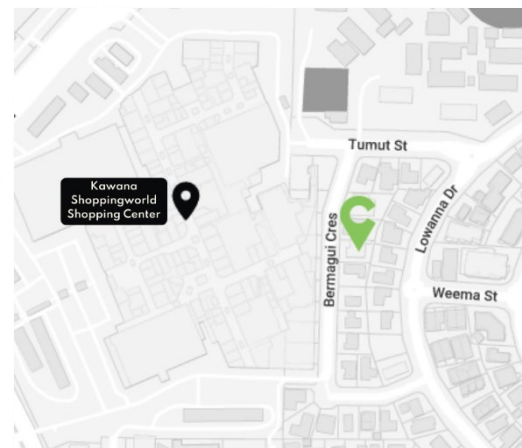 Tumut St
Kawana
Shoppingworld
Shopping Center
Bermagui Cres
Lowanna Dr
Weema St